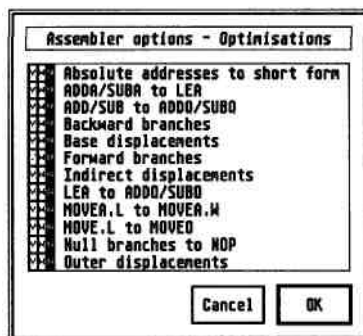 Assembler options - Optimisations
Absolute addresses to short form
ADDA/SUBA to LEA
ADD/SUB to ADDQ/SUBQ
Backward branches
Base displacements
Forward branches
Indirect displacements
LEA to ADDQ/SUBQ
MOVEA.L to MOVEA.W
MOVE.L to MOVEQ
Null branches to NOP
Outer displacements
Cancel
OK